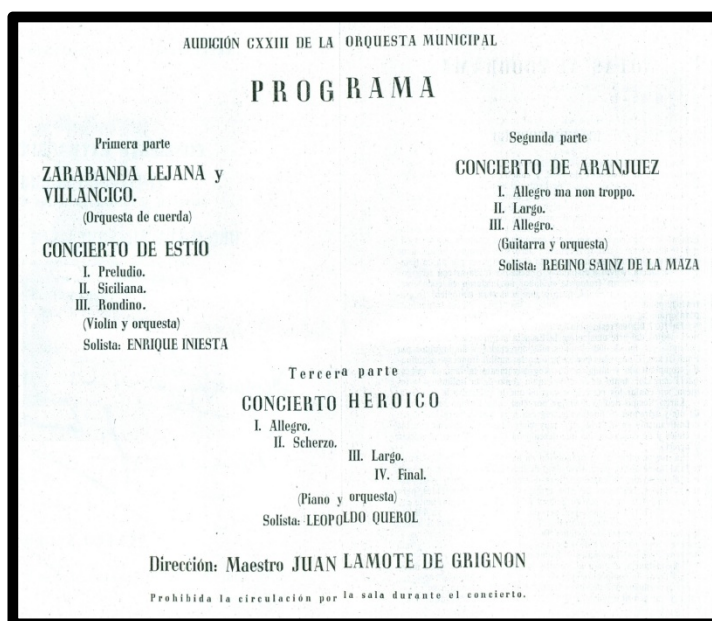 AUDICIÓN CXXIII DE LA ORQUESTA MUNICIPAL
PROGRAMA
Primera parte
ZARABANDA LEJANA y
VILLANCICO.
(Orquesta de cuerda)
CONCIERTO DE ESTÍO
I. Preludio.
II. Siciliana.
III. Rondino.
(Violín y orquesta)
Solista: ENRIQUE INIESTA
Segunda parte
CONCIERTO DE ARANJUEZ
I. Allegro ma non troppo.
II. Largo.
III. Allegro.
(Guitarra y orquesta)
Solista: REGINO SAINZ DE LA MAZA
Tercera parte
CONCIERTO HEROICO
I. Allegro.
II. Scherzo.
III. Largo.
IV. Final.
(Piano y orquesta)
Solista: LEOPOLDO QUEROL
Dirección: Maestro JUAN LAMOTE DE GRIGNON
Prohibida la circulación por la sala durante el concierto.